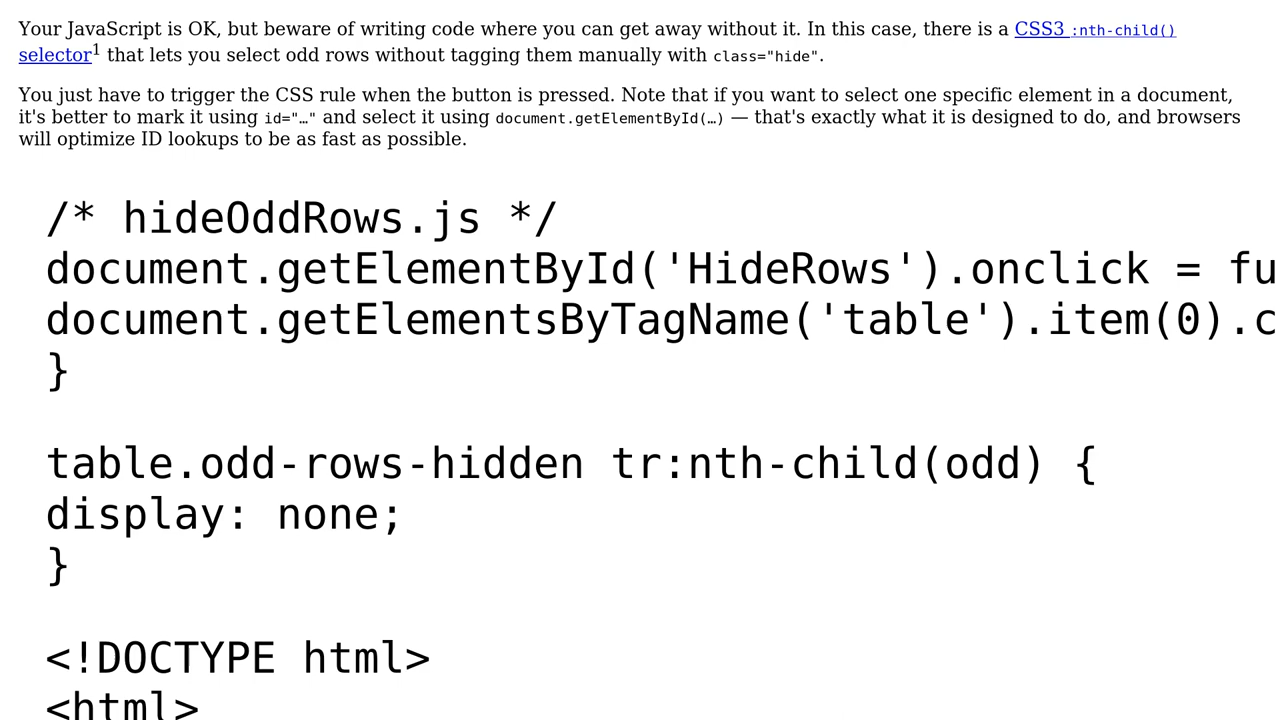 Your JavaScript is OK, but beware of writing code where you can get away without it. In this case, there is a CSS3 :nth-child()
selector1 that lets you select odd rows without tagging them manually with class="hide".
You just have to trigger the CSS rule when the button is pressed. Note that if you want to select one specific element in a document,
it's better to mark it using id="…" and select it using document.getElementById(…) — that's exactly what it is designed to do, and browsers
will optimize ID lookups to be as fast as possible.
/* hideOddRows.js */
document.getElementById('HideRows').onclick = fu
document.getElementsByTagName('table').item(0).c
}
table.odd-rows-hidden tr:nth-child(odd) {
display: none;
}
<!DOCTYPE html>
<html>